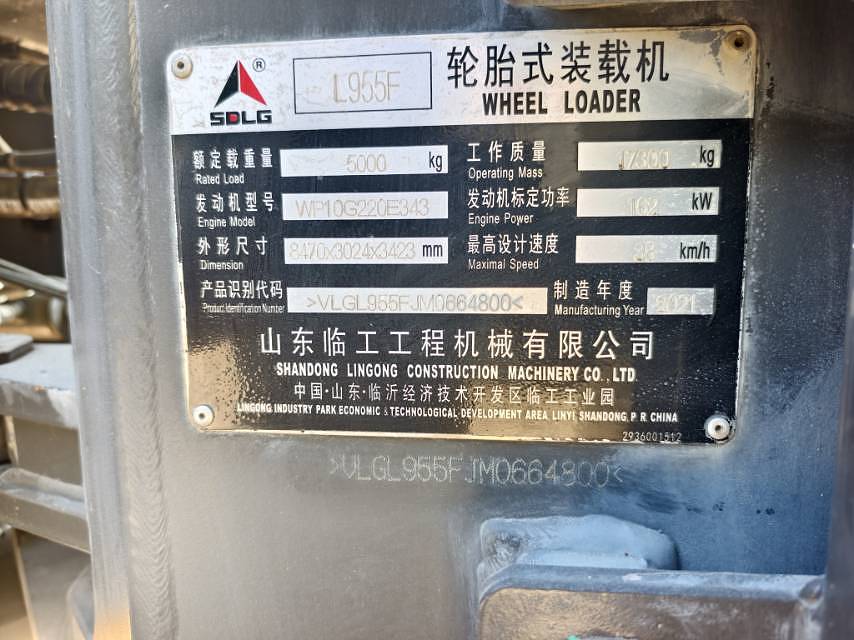 L955F
轮胎式装载机
WHEEL LOADER
®
SDLG
额定载重量 5000 kg 工作质量 17300 kg
Rated Load Operating Mass
发动机型号 WP10G220E343 发动机标定功率 162 kW
Engine Model Engine Power
外形尺寸 8470x3024x3423 mm 最高设计速度 38 km/h
Dimension Maximal Speed
产品识别代码 >VLGL955FJM0664800< 制造年度 2021
Product Identification Number Manufacturing Year
山东临工工程机械有限公司
SHANDONG LINGONG CONSTRUCTION MACHINERY CO., LTD
中国·山东·临沂经济技术开发区临工工业园
LINGONG INDUSTRY PARK ECONOMIC & TECHNOLOGICAL DEVELOPMENT AREA LINYI SHANDONG, P. R. CHINA
2936001512
>VLGL955FJM0664800<